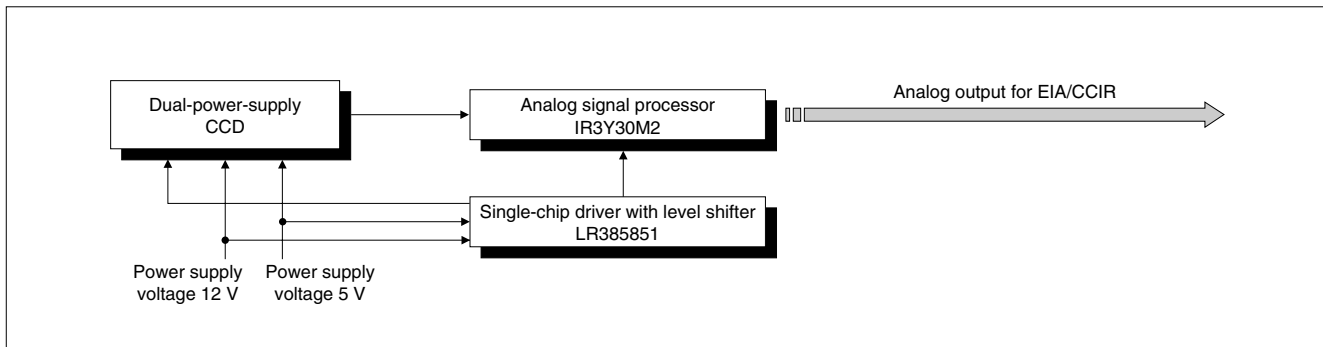 Dual-power-supply
CCD
Analog signal processor
IR3Y30M2
Analog output for EIA/CCIR
Single-chip driver with level shifter
LR385851
Power supply
voltage 12 V
Power supply
voltage 5 V